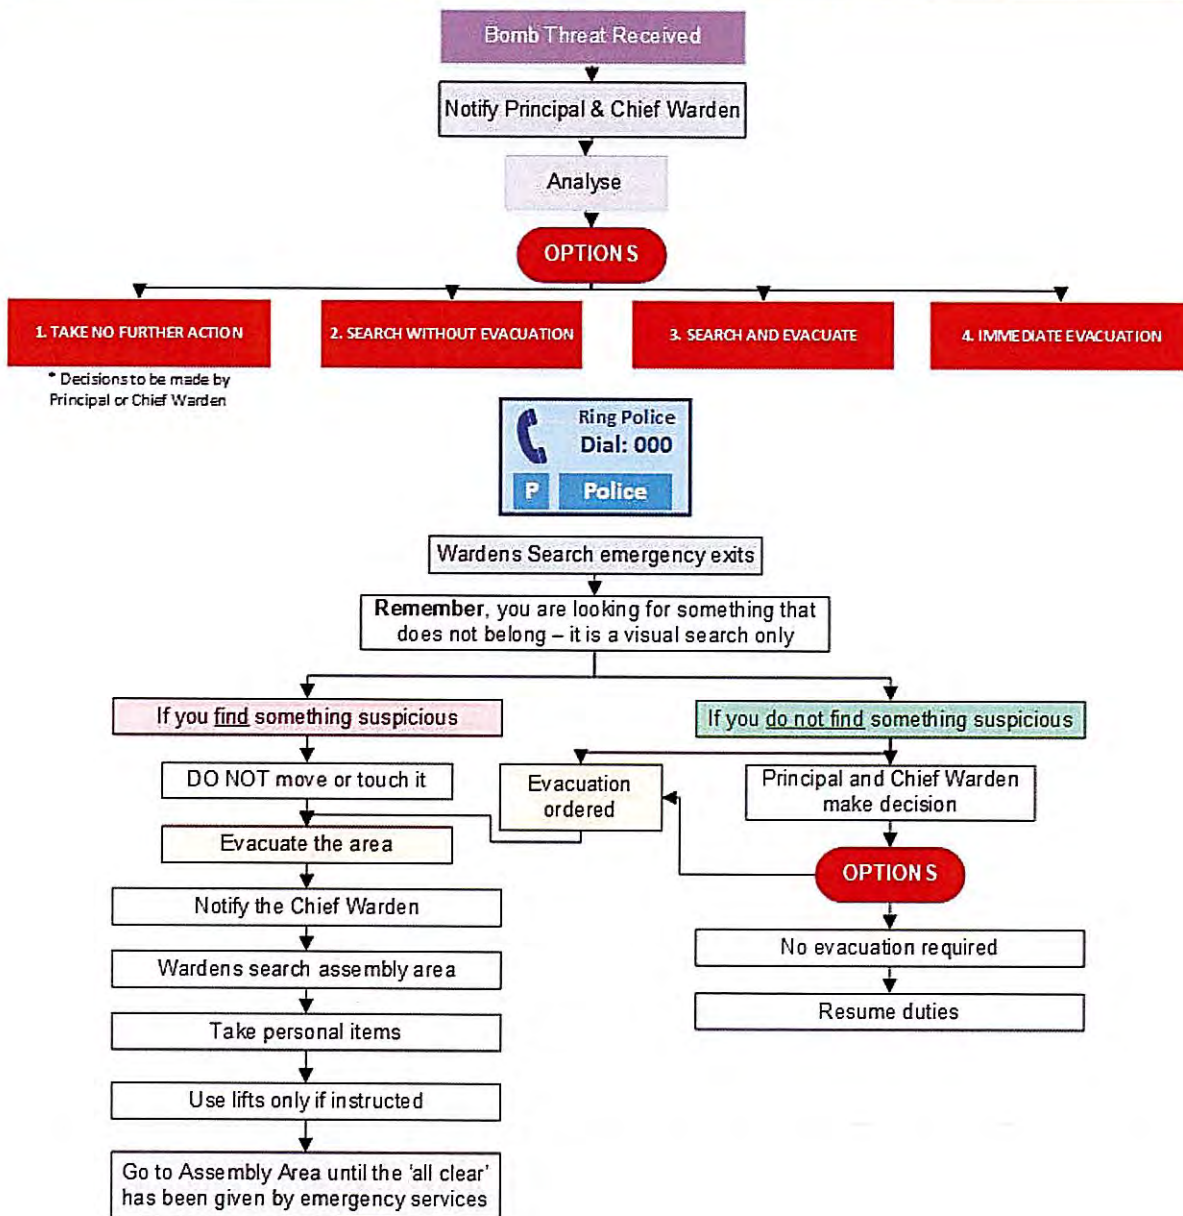 Bomb Threat Received
Notify Principal & Chief Warden
Analyse
OPTIONS
1. TAKE NO FURTHER ACTION
2. SEARCH WITHOUT EVACUATION
3. SEARCH AND EVACUATE
4. IMMEDIATE EVACUATION
* Decisions to be made by
Principal or Chief Warden
Ring Police
Dial: 000
P Police
Wardens Search emergency exits
Remember, you are looking for something that
does not belong – it is a visual search only
If you find something suspicious
If you do not find something suspicious
DO NOT move or touch it
Evacuation
ordered
Principal and Chief Warden
make decision
Evacuate the area
OPTIONS
Notify the Chief Warden
No evacuation required
Wardens search assembly area
Resume duties
Take personal items
Use lifts only if instructed
Go to Assembly Area until the 'all clear'
has been given by emergency services